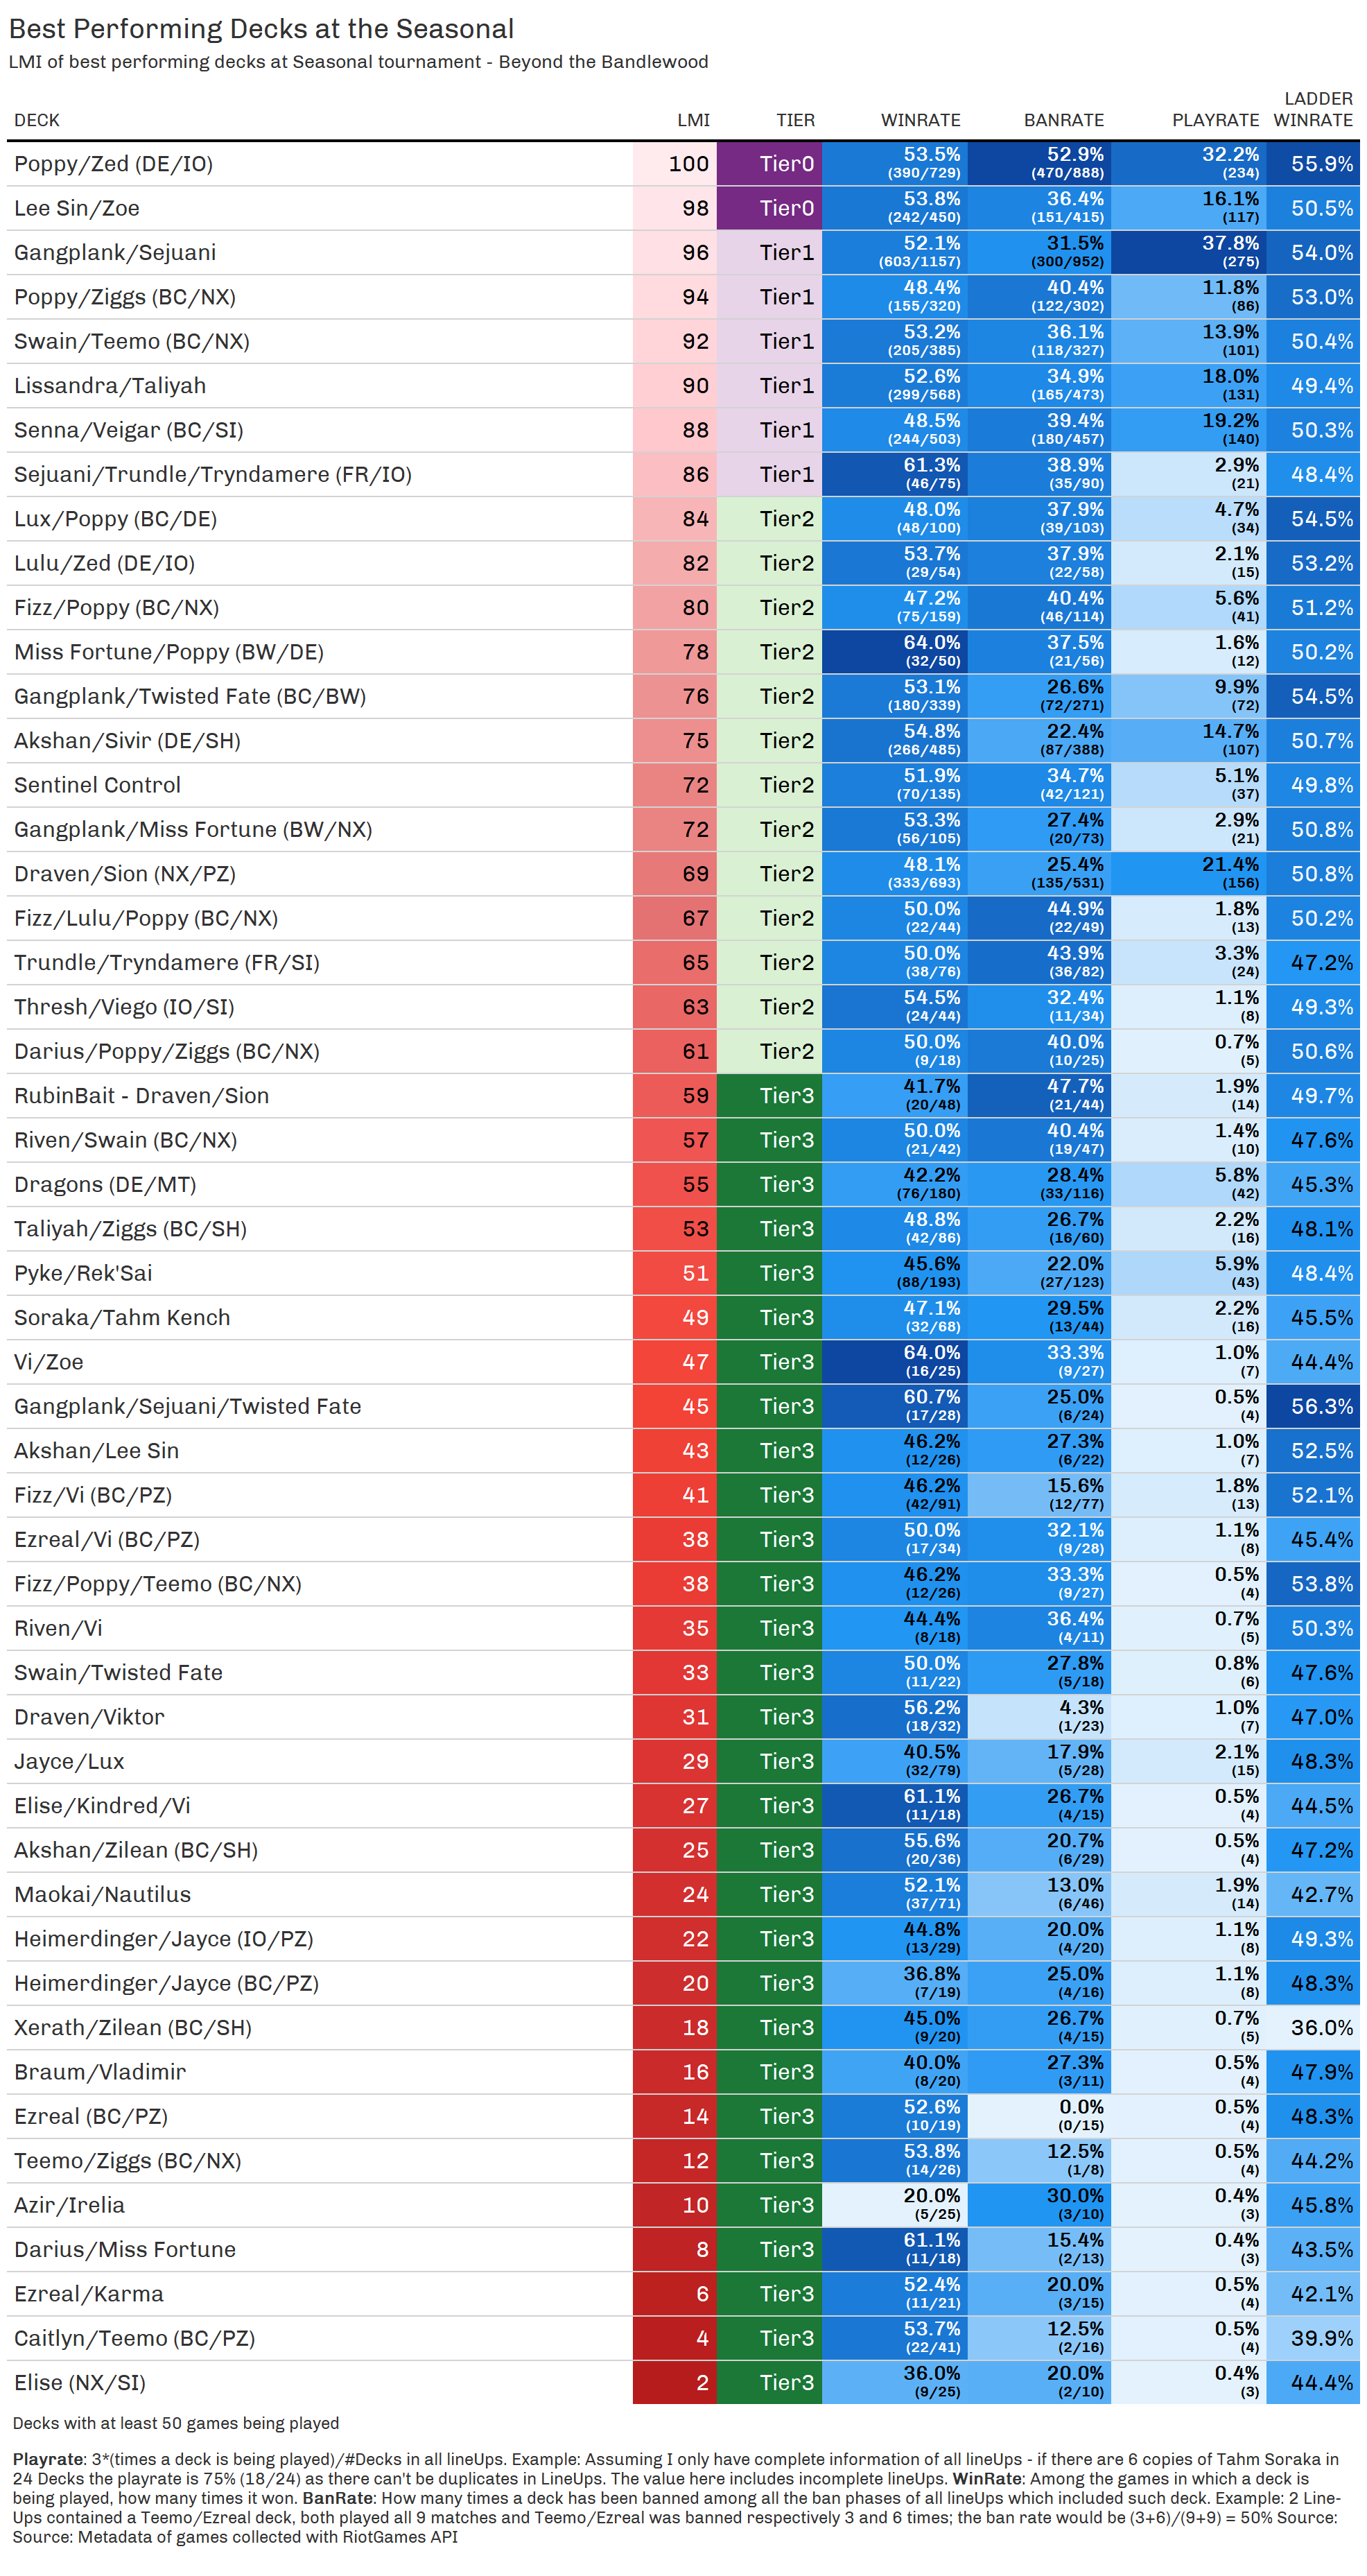 Best Performing Decks at the Seasonal
LMI of best performing decks at Seasonal tournament - Beyond the Bandlewood
DECK LMI TIER WINRATE BANRATE PLAYRATE LADDER WINRATE
Poppy/Zed (DE/IO) 100 Tier0 53.5% (390/729) 52.9% (470/888) 32.2% (234) 55.9%
Lee Sin/Zoe 98 Tier0 53.8% (242/450) 36.4% (151/415) 16.1% (117) 50.5%
Gangplank/Sejuani 96 Tier1 52.1% (603/1157) 31.5% (300/952) 37.8% (275) 54.0%
Poppy/Ziggs (BC/NX) 94 Tier1 48.4% (155/320) 40.4% (122/302) 11.8% (86) 53.0%
Swain/Teemo (BC/NX) 92 Tier1 53.2% (205/385) 36.1% (118/327) 13.9% (101) 50.4%
Lissandra/Taliyah 90 Tier1 52.6% (299/568) 34.9% (165/473) 18.0% (131) 49.4%
Senna/Veigar (BC/SI) 88 Tier1 48.5% (244/503) 39.4% (180/457) 19.2% (140) 50.3%
Sejuani/Trundle/Tryndamere (FR/IO) 86 Tier1 61.3% (46/75) 38.9% (35/90) 2.9% (21) 48.4%
Lux/Poppy (BC/DE) 84 Tier2 48.0% (48/100) 37.9% (39/103) 4.7% (34) 54.5%
Lulu/Zed (DE/IO) 82 Tier2 53.7% (29/54) 37.9% (22/58) 2.1% (15) 53.2%
Fizz/Poppy (BC/NX) 80 Tier2 47.2% (75/159) 40.4% (46/114) 5.6% (41) 51.2%
Miss Fortune/Poppy (BW/DE) 78 Tier2 64.0% (32/50) 37.5% (21/56) 1.6% (12) 50.2%
Gangplank/Twisted Fate (BC/BW) 76 Tier2 53.1% (180/339) 26.6% (72/271) 9.9% (72) 54.5%
Akshan/Sivir (DE/SH) 75 Tier2 54.8% (266/485) 22.4% (87/388) 14.7% (107) 50.7%
Sentinel Control 72 Tier2 51.9% (70/135) 34.7% (42/121) 5.1% (37) 49.8%
Gangplank/Miss Fortune (BW/NX) 72 Tier2 53.3% (56/105) 27.4% (20/73) 2.9% (21) 50.8%
Draven/Sion (NX/PZ) 69 Tier2 48.1% (333/693) 25.4% (135/531) 21.4% (156) 50.8%
Fizz/Lulu/Poppy (BC/NX) 67 Tier2 50.0% (22/44) 44.9% (22/49) 1.8% (13) 50.2%
Trundle/Tryndamere (FR/SI) 65 Tier2 50.0% (38/76) 43.9% (36/82) 3.3% (24) 47.2%
Thresh/Viego (IO/SI) 63 Tier2 54.5% (24/44) 32.4% (11/34) 1.1% (8) 49.3%
Darius/Poppy/Ziggs (BC/NX) 61 Tier2 50.0% (9/18) 40.0% (10/25) 0.7% (5) 50.6%
RubinBait - Draven/Sion 59 Tier3 41.7% (20/48) 47.7% (21/44) 1.9% (14) 49.7%
Riven/Swain (BC/NX) 57 Tier3 50.0% (21/42) 40.4% (19/47) 1.4% (10) 47.6%
Dragons (DE/MT) 55 Tier3 42.2% (76/180) 28.4% (33/116) 5.8% (42) 45.3%
Taliyah/Ziggs (BC/SH) 53 Tier3 48.8% (42/86) 26.7% (16/60) 2.2% (16) 48.1%
Pyke/Rek'Sai 51 Tier3 45.6% (88/193) 22.0% (27/123) 5.9% (43) 48.4%
Soraka/Tahm Kench 49 Tier3 47.1% (32/68) 29.5% (13/44) 2.2% (16) 45.5%
Vi/Zoe 47 Tier3 64.0% (16/25) 33.3% (9/27) 1.0% (7) 44.4%
Gangplank/Sejuani/Twisted Fate 45 Tier3 60.7% (17/28) 25.0% (6/24) 0.5% (4) 56.3%
Akshan/Lee Sin 43 Tier3 46.2% (12/26) 27.3% (6/22) 1.0% (7) 52.5%
Fizz/Vi (BC/PZ) 41 Tier3 46.2% (42/91) 15.6% (12/77) 1.8% (13) 52.1%
Ezreal/Vi (BC/PZ) 38 Tier3 50.0% (17/34) 32.1% (9/28) 1.1% (8) 45.4%
Fizz/Poppy/Teemo (BC/NX) 38 Tier3 46.2% (12/26) 33.3% (9/27) 0.5% (4) 53.8%
Riven/Vi 35 Tier3 44.4% (8/18) 36.4% (4/11) 0.7% (5) 50.3%
Swain/Twisted Fate 33 Tier3 50.0% (11/22) 27.8% (5/18) 0.8% (6) 47.6%
Draven/Viktor 31 Tier3 56.2% (18/32) 4.3% (1/23) 1.0% (7) 47.0%
Jayce/Lux 29 Tier3 40.5% (32/79) 17.9% (5/28) 2.1% (15) 48.3%
Elise/Kindred/Vi 27 Tier3 61.1% (11/18) 26.7% (4/15) 0.5% (4) 44.5%
Akshan/Zilean (BC/SH) 25 Tier3 55.6% (20/36) 20.7% (6/29) 0.5% (4) 47.2%
Maokai/Nautilus 24 Tier3 52.1% (37/71) 13.0% (6/46) 1.9% (14) 42.7%
Heimerdinger/Jayce (IO/PZ) 22 Tier3 44.8% (13/29) 20.0% (4/20) 1.1% (8) 49.3%
Heimerdinger/Jayce (BC/PZ) 20 Tier3 36.8% (7/19) 25.0% (4/16) 1.1% (8) 48.3%
Xerath/Zilean (BC/SH) 18 Tier3 45.0% (9/20) 26.7% (4/15) 0.7% (5) 36.0%
Braum/Vladimir 16 Tier3 40.0% (8/20) 27.3% (3/11) 0.5% (4) 47.9%
Ezreal (BC/PZ) 14 Tier3 52.6% (10/19) 0.0% (0/15) 0.5% (4) 48.3%
Teemo/Ziggs (BC/NX) 12 Tier3 53.8% (14/26) 12.5% (1/8) 0.5% (4) 44.2%
Azir/Irelia 10 Tier3 20.0% (5/25) 30.0% (3/10) 0.4% (3) 45.8%
Darius/Miss Fortune 8 Tier3 61.1% (11/18) 15.4% (2/13) 0.4% (3) 43.5%
Ezreal/Karma 6 Tier3 52.4% (11/21) 20.0% (3/15) 0.5% (4) 42.1%
Caitlyn/Teemo (BC/PZ) 4 Tier3 53.7% (22/41) 12.5% (2/16) 0.5% (4) 39.9%
Elise (NX/SI) 2 Tier3 36.0% (9/25) 20.0% (2/10) 0.4% (3) 44.4%
Decks with at least 50 games being played
Playrate: 3*(times a deck is being played)/#Decks in all lineUps. Example: Assuming I only have complete information of all lineUps - if there are 6 copies of Tahm Soraka in
24 Decks the playrate is 75% (18/24) as there can't be duplicates in LineUps. The value here includes incomplete lineUps. WinRate: Among the games in which a deck is
being played, how many times it won. BanRate: How many times a deck has been banned among all the ban phases of all lineUps which included such deck. Example: 2 Line-
Ups contained a Teemo/Ezreal deck, both played all 9 matches and Teemo/Ezreal was banned respectively 3 and 6 times; the ban rate would be (3+6)/(9+9) = 50% Source:
Source: Metadata of games collected with RiotGames API